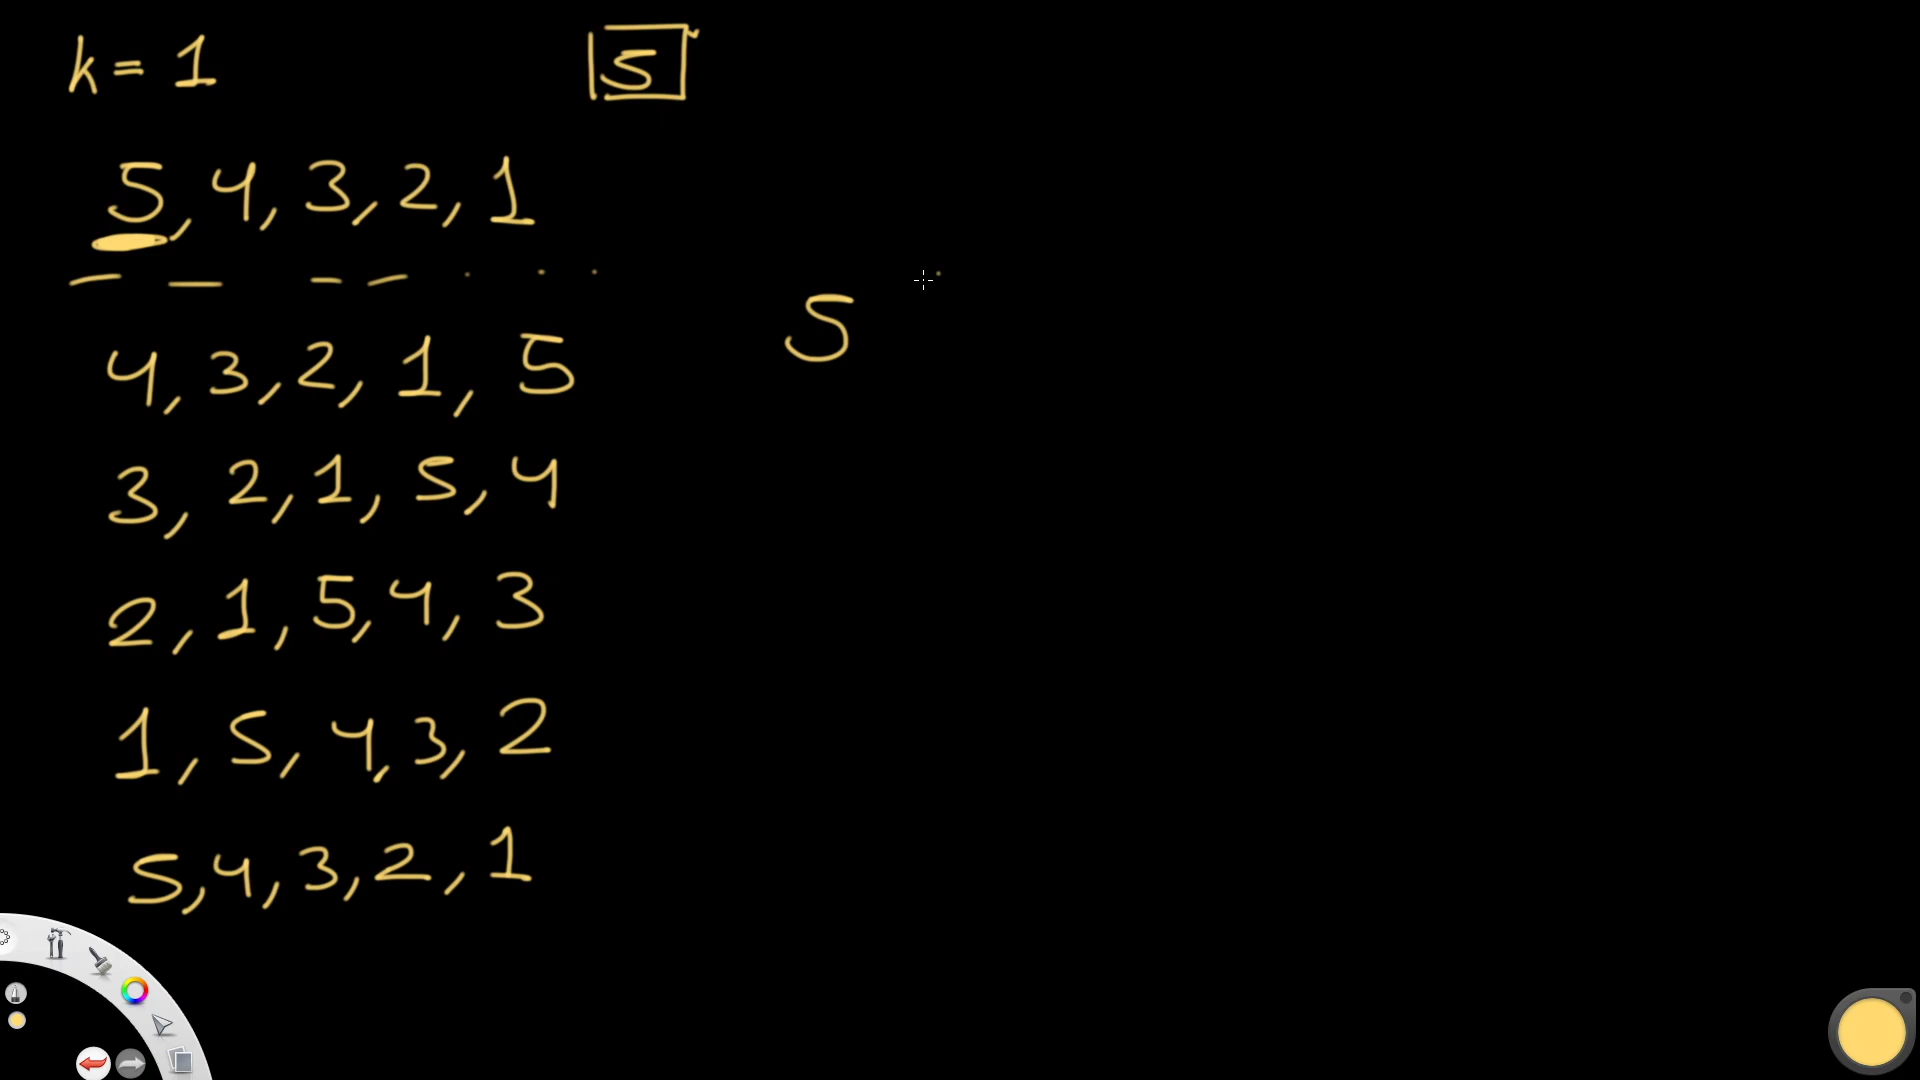 k = 1
5
5, 4, 3, 2, 1
4, 3, 2, 1, 5
5
3, 2, 1, 5, 4
2, 1, 5, 4, 3
1, 5, 4, 3, 2
5, 4, 3, 2, 1